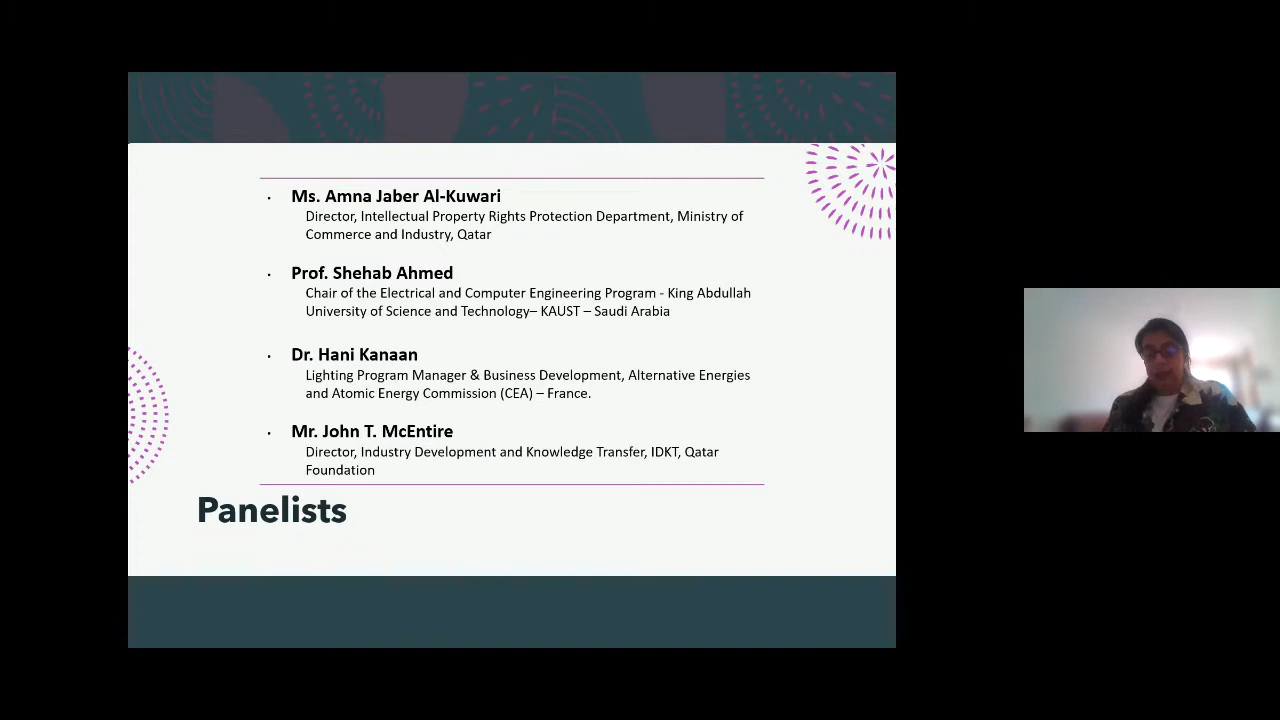 Ms. Amna Jaber Al-Kuwari
Director, Intellectual Property Rights Protection Department, Ministry of
Commerce and Industry, Qatar
Prof. Shehab Ahmed
Chair of the Electrical and Computer Engineering Program - King Abdullah
University of Science and Technology– KAUST – Saudi Arabia
Dr. Hani Kanaan
Lighting Program Manager & Business Development, Alternative Energies
and Atomic Energy Commission (CEA) – France.
Mr. John T. McEntire
Director, Industry Development and Knowledge Transfer, IDKT, Qatar
Foundation
Panelists